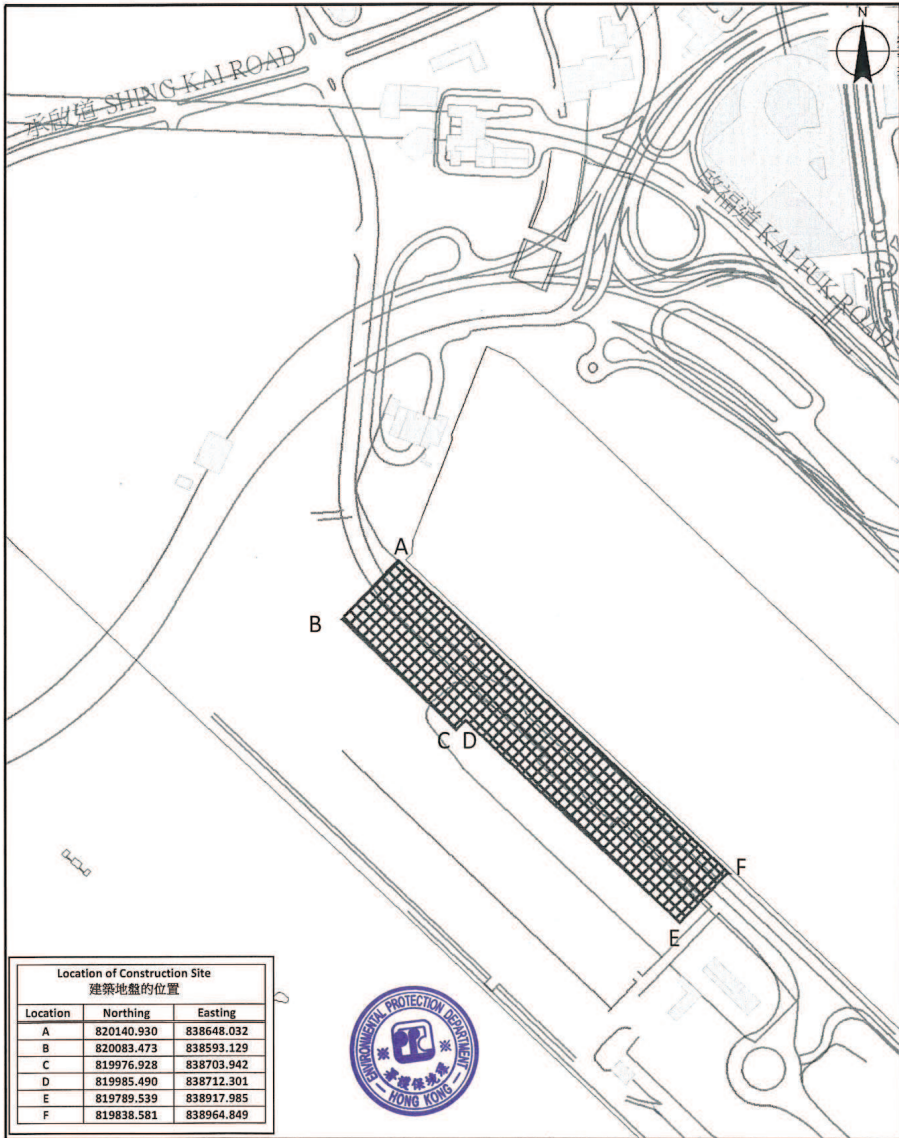 N
承啟道 SHING KAI ROAD
啟福道 KAI FUK ROAD
A
B
C
D
F
E
Location of Construction Site
建築地盤的位置
Location Northing Easting
A 820140.930 838648.032
B 820083.473 838593.129
C 819976.928 838703.942
D 819985.490 838712.301
E 819789.539 838917.985
F 819838.581 838964.849
ENVIRONMENTAL PROTECTION DEPARTMENT
署護保境環
HONG KONG